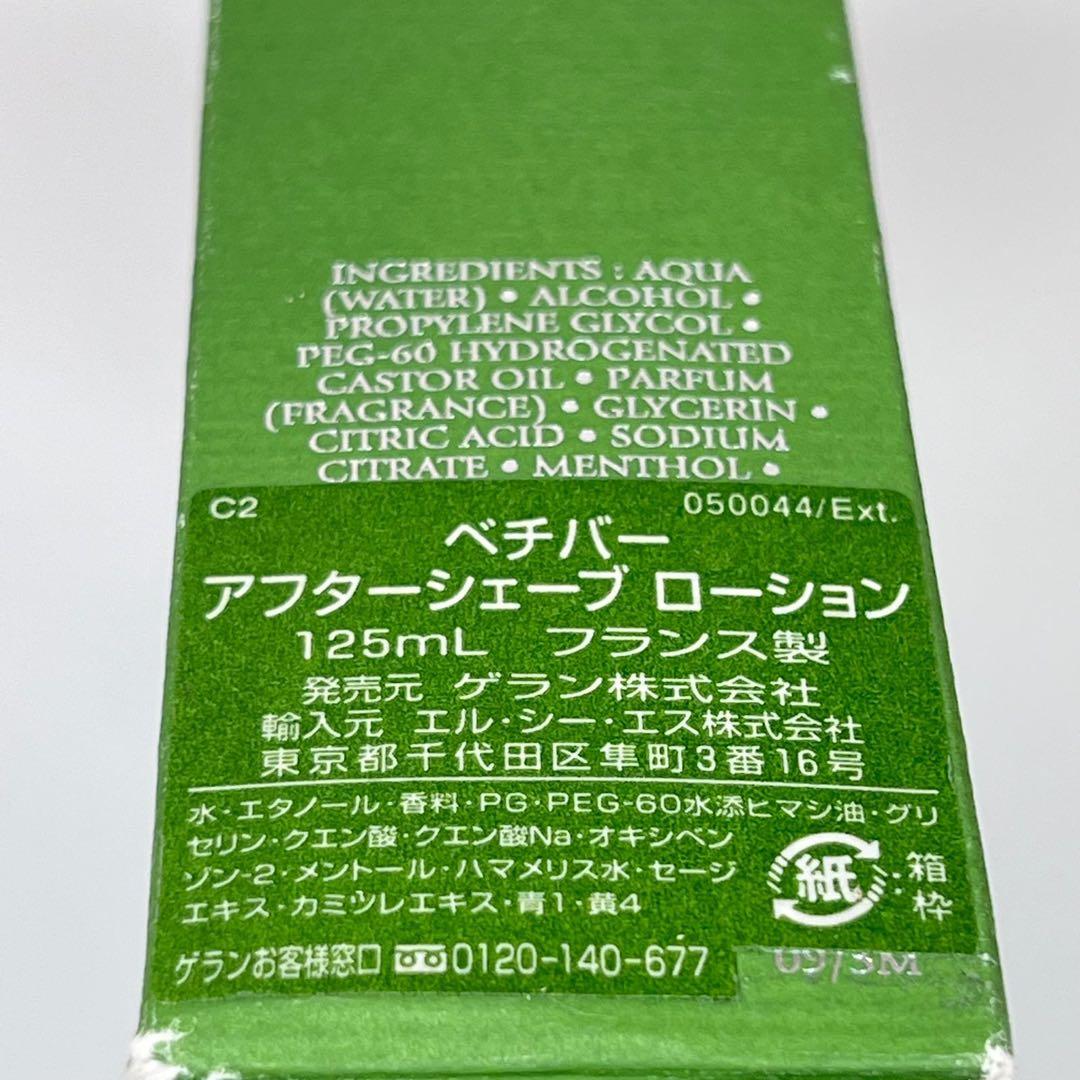 INGREDIENTS : AQUA
(WATER) • ALCOHOL •
PROPYLENE GLYCOL •
PEG-60 HYDROGENATED
CASTOR OIL • PARFUM
(FRAGRANCE) • GLYCERIN •
CITRIC ACID • SODIUM
CITRATE • MENTHOL •
C2 050044/Ext.
ベチバー
アフターシェーブ ローション
125mL フランス製
発売元 ゲラン株式会社
輸入元 エル・シー・エス株式会社
東京都千代田区隼町3番16号
水・エタノール・香料・PG・PEG-60水添ヒマシ油・グリ
セリン・クエン酸・クエン酸Na・オキシベン
ゾン-2・メントール・ハマメリス水・セージ
エキス・カミツレエキス・青1・黄4
紙 :箱
枠
ゲランお客様窓口 0120-140-677
09/3M